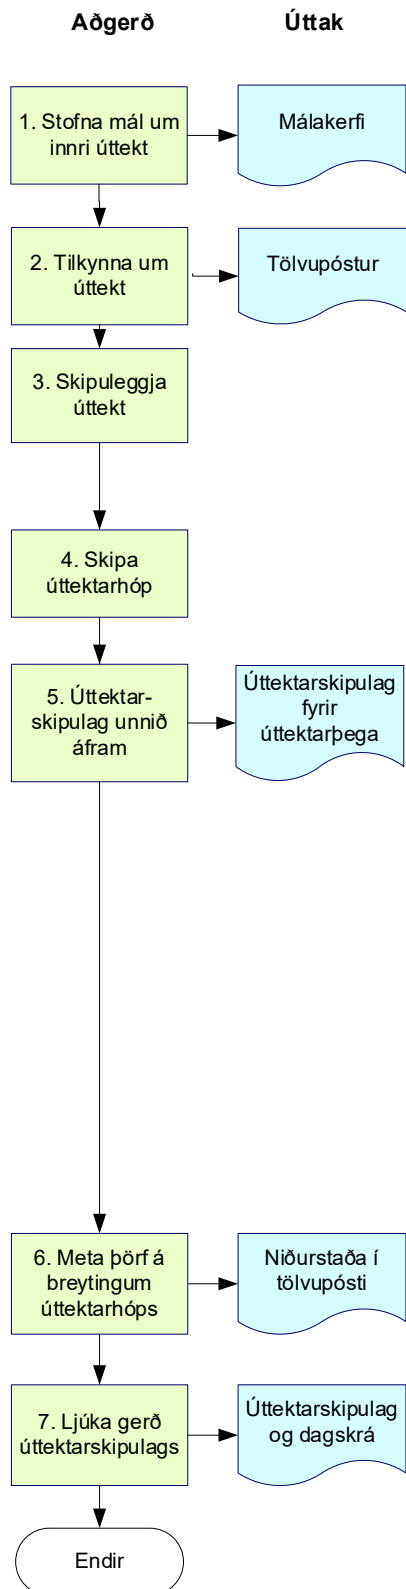 Aðgerð
Úttak
1. Stofna mál um
innri úttekt
Málakerfi
2. Tilkynna um
úttekt
Tölvupóstur
3. Skipuleggja
úttekt
4. Skipa
úttektarhóp
5. Úttektar-
skipulag unnið
áfram
Úttektarskipulag
fyrir
úttektarþega
6. Meta þörf á
breytingum
úttektarhóps
Niðurstaða í
tölvupósti
7. Ljúka gerð
úttektarskipulags
Úttektarskipulag
og dagskrá
Endir